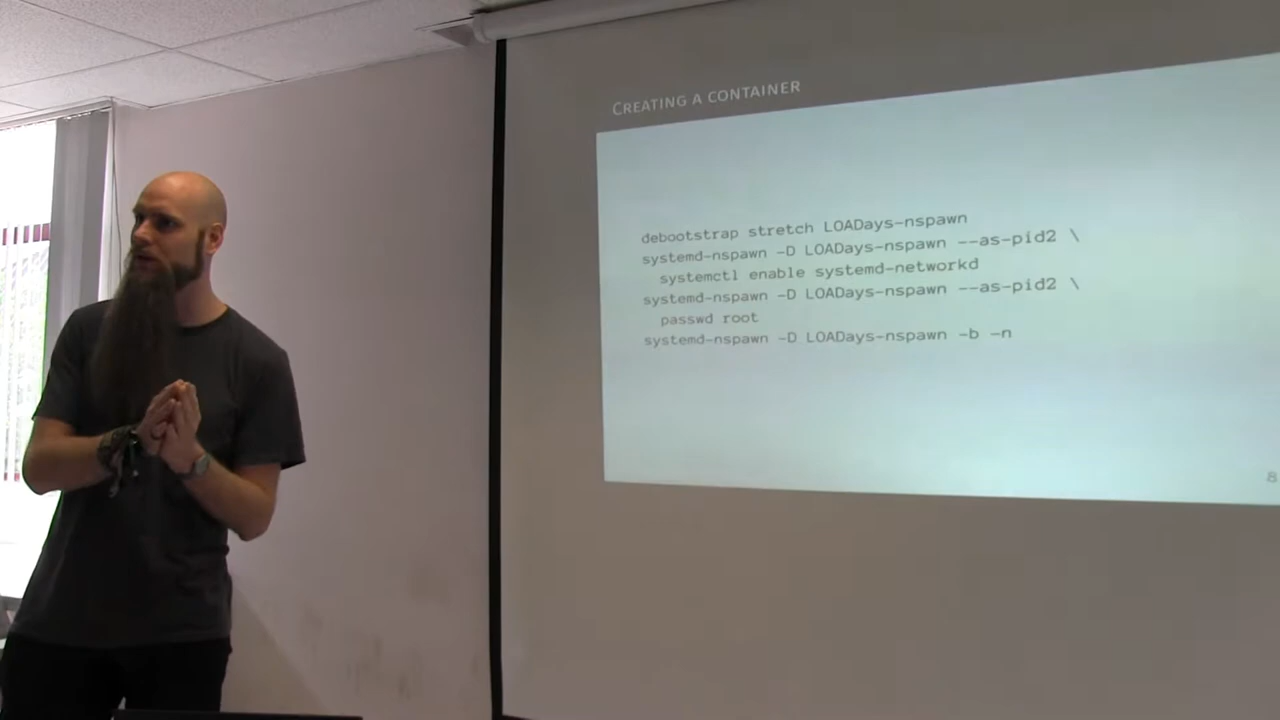 CREATING A CONTAINER
debootstrap stretch LOADays-nspawn
systemd-nspawn -D LOADays-nspawn --as-pid2 \
systemctl enable systemd-networkd
systemd-nspawn -D LOADays-nspawn --as-pid2 \
passwd root
systemd-nspawn -D LOADays-nspawn -b -n
8